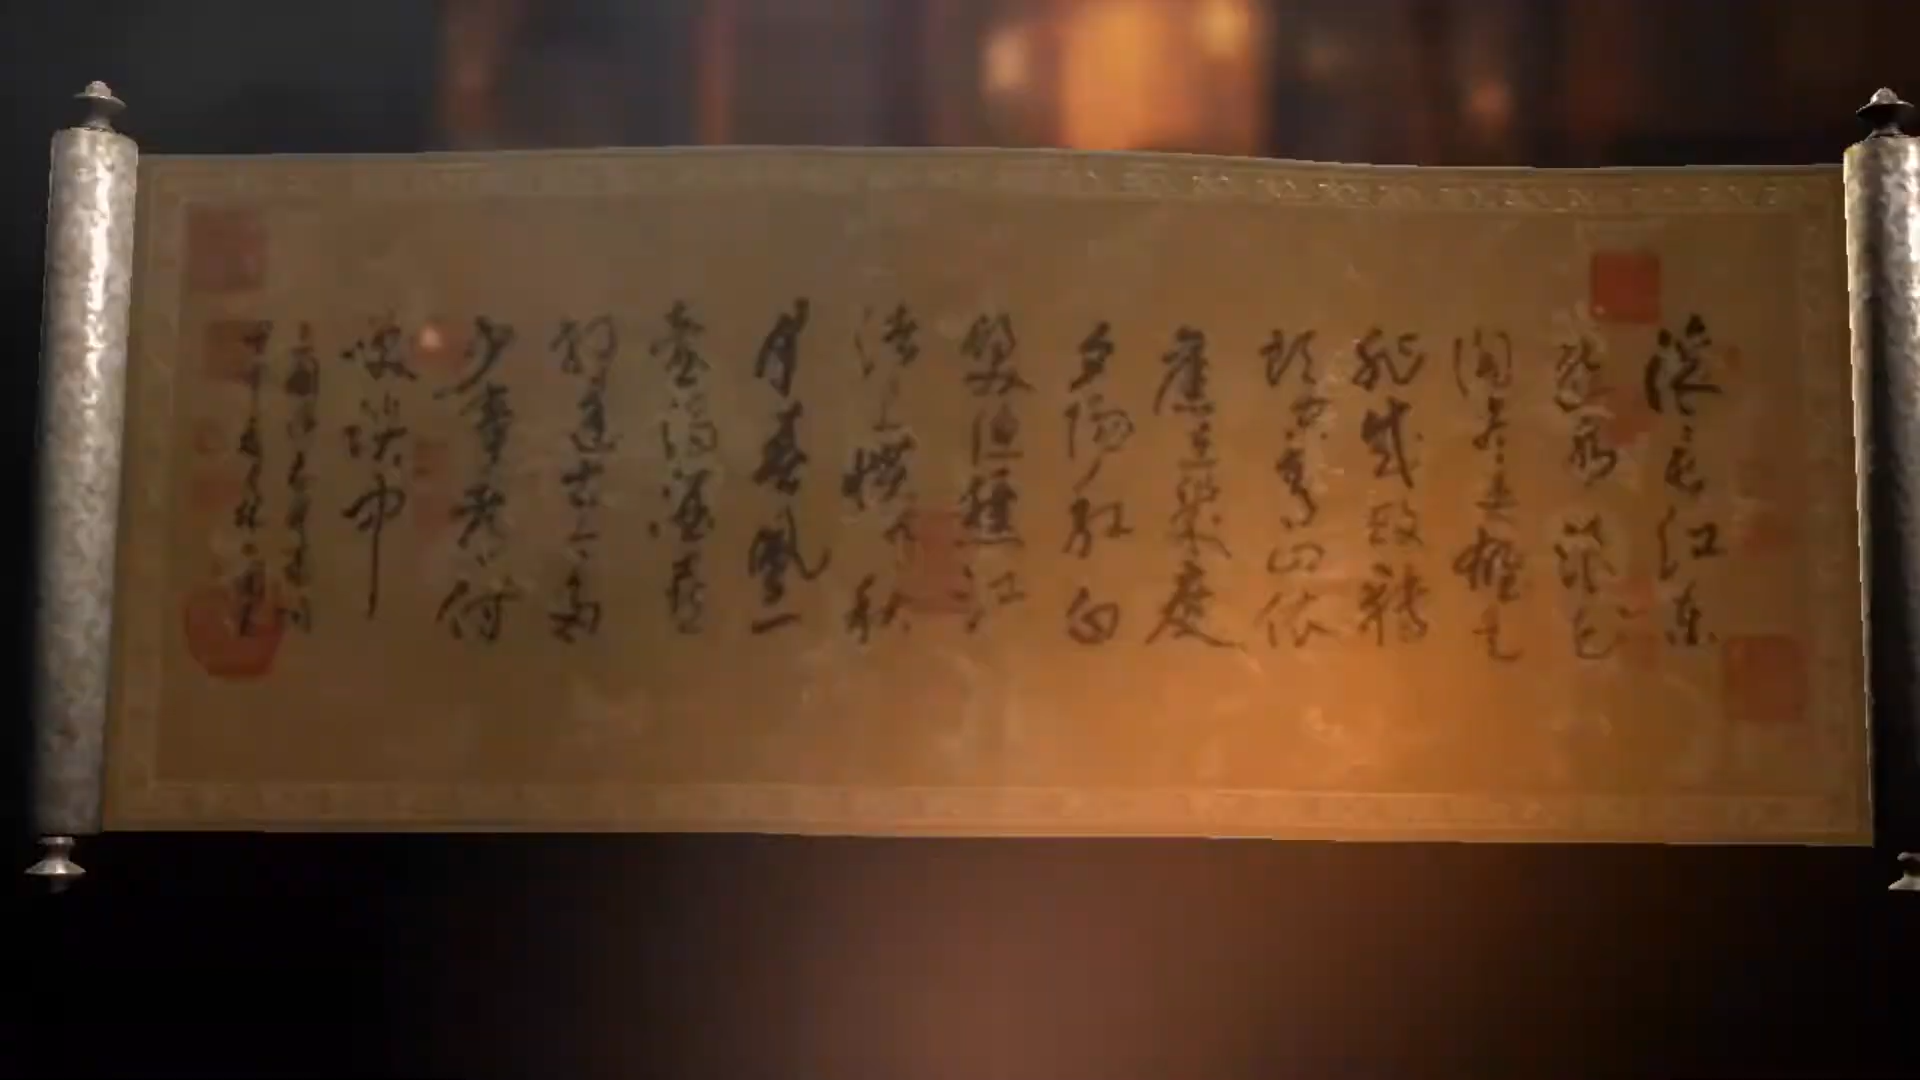 滚滚長江東
逝水浪花
淘盡英雄是
非成敗轉
頭空青山依
舊在幾度
夕陽紅白
髮漁樵江
渚上慣看秋
月春風一
壺濁酒喜
相逢古今多
少事都付
笑談中